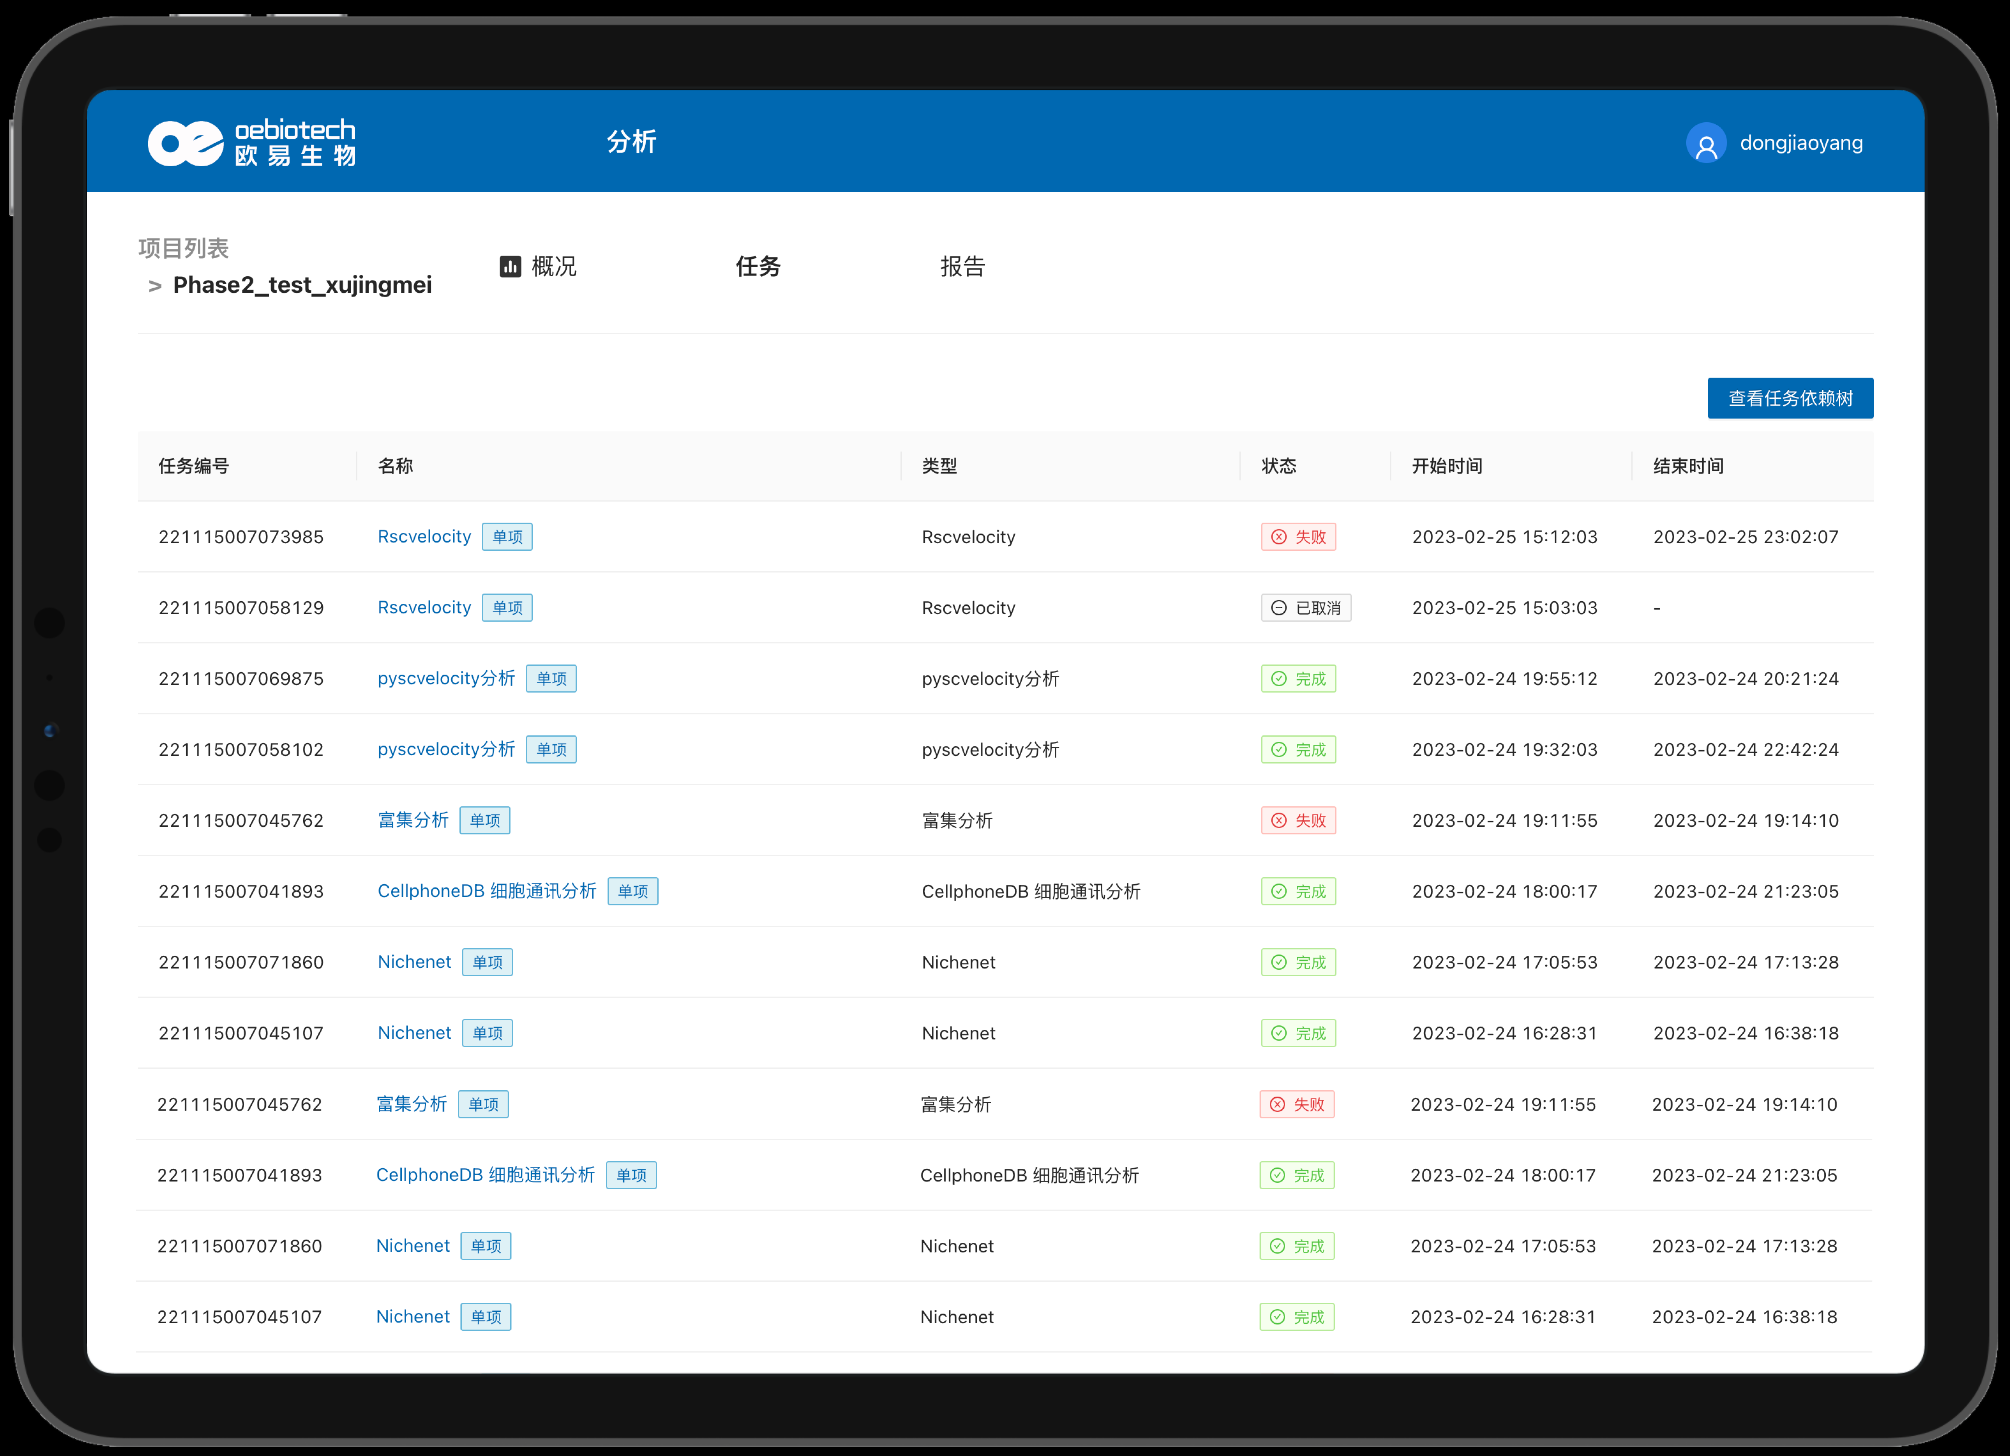 oebiotech
欧易生物
分析
dongjiaoyang
项目列表
> Phase2_test_xujingmei
概况
任务
报告
查看任务依赖树
任务编号 名称 类型 状态 开始时间 结束时间
221115007073985 Rscvelocity 单项 Rscvelocity 失败 2023-02-25 15:12:03 2023-02-25 23:02:07
221115007058129 Rscvelocity 单项 Rscvelocity 已取消 2023-02-25 15:03:03 -
221115007069875 pyscvelocity分析 单项 pyscvelocity分析 完成 2023-02-24 19:55:12 2023-02-24 20:21:24
221115007058102 pyscvelocity分析 单项 pyscvelocity分析 完成 2023-02-24 19:32:03 2023-02-24 22:42:24
221115007045762 富集分析 单项 富集分析 失败 2023-02-24 19:11:55 2023-02-24 19:14:10
221115007041893 CellphoneDB 细胞通讯分析 单项 CellphoneDB 细胞通讯分析 完成 2023-02-24 18:00:17 2023-02-24 21:23:05
221115007071860 Nichenet 单项 Nichenet 完成 2023-02-24 17:05:53 2023-02-24 17:13:28
221115007045107 Nichenet 单项 Nichenet 完成 2023-02-24 16:28:31 2023-02-24 16:38:18
221115007045762 富集分析 单项 富集分析 失败 2023-02-24 19:11:55 2023-02-24 19:14:10
221115007041893 CellphoneDB 细胞通讯分析 单项 CellphoneDB 细胞通讯分析 完成 2023-02-24 18:00:17 2023-02-24 21:23:05
221115007071860 Nichenet 单项 Nichenet 完成 2023-02-24 17:05:53 2023-02-24 17:13:28
221115007045107 Nichenet 单项 Nichenet 完成 2023-02-24 16:28:31 2023-02-24 16:38:18